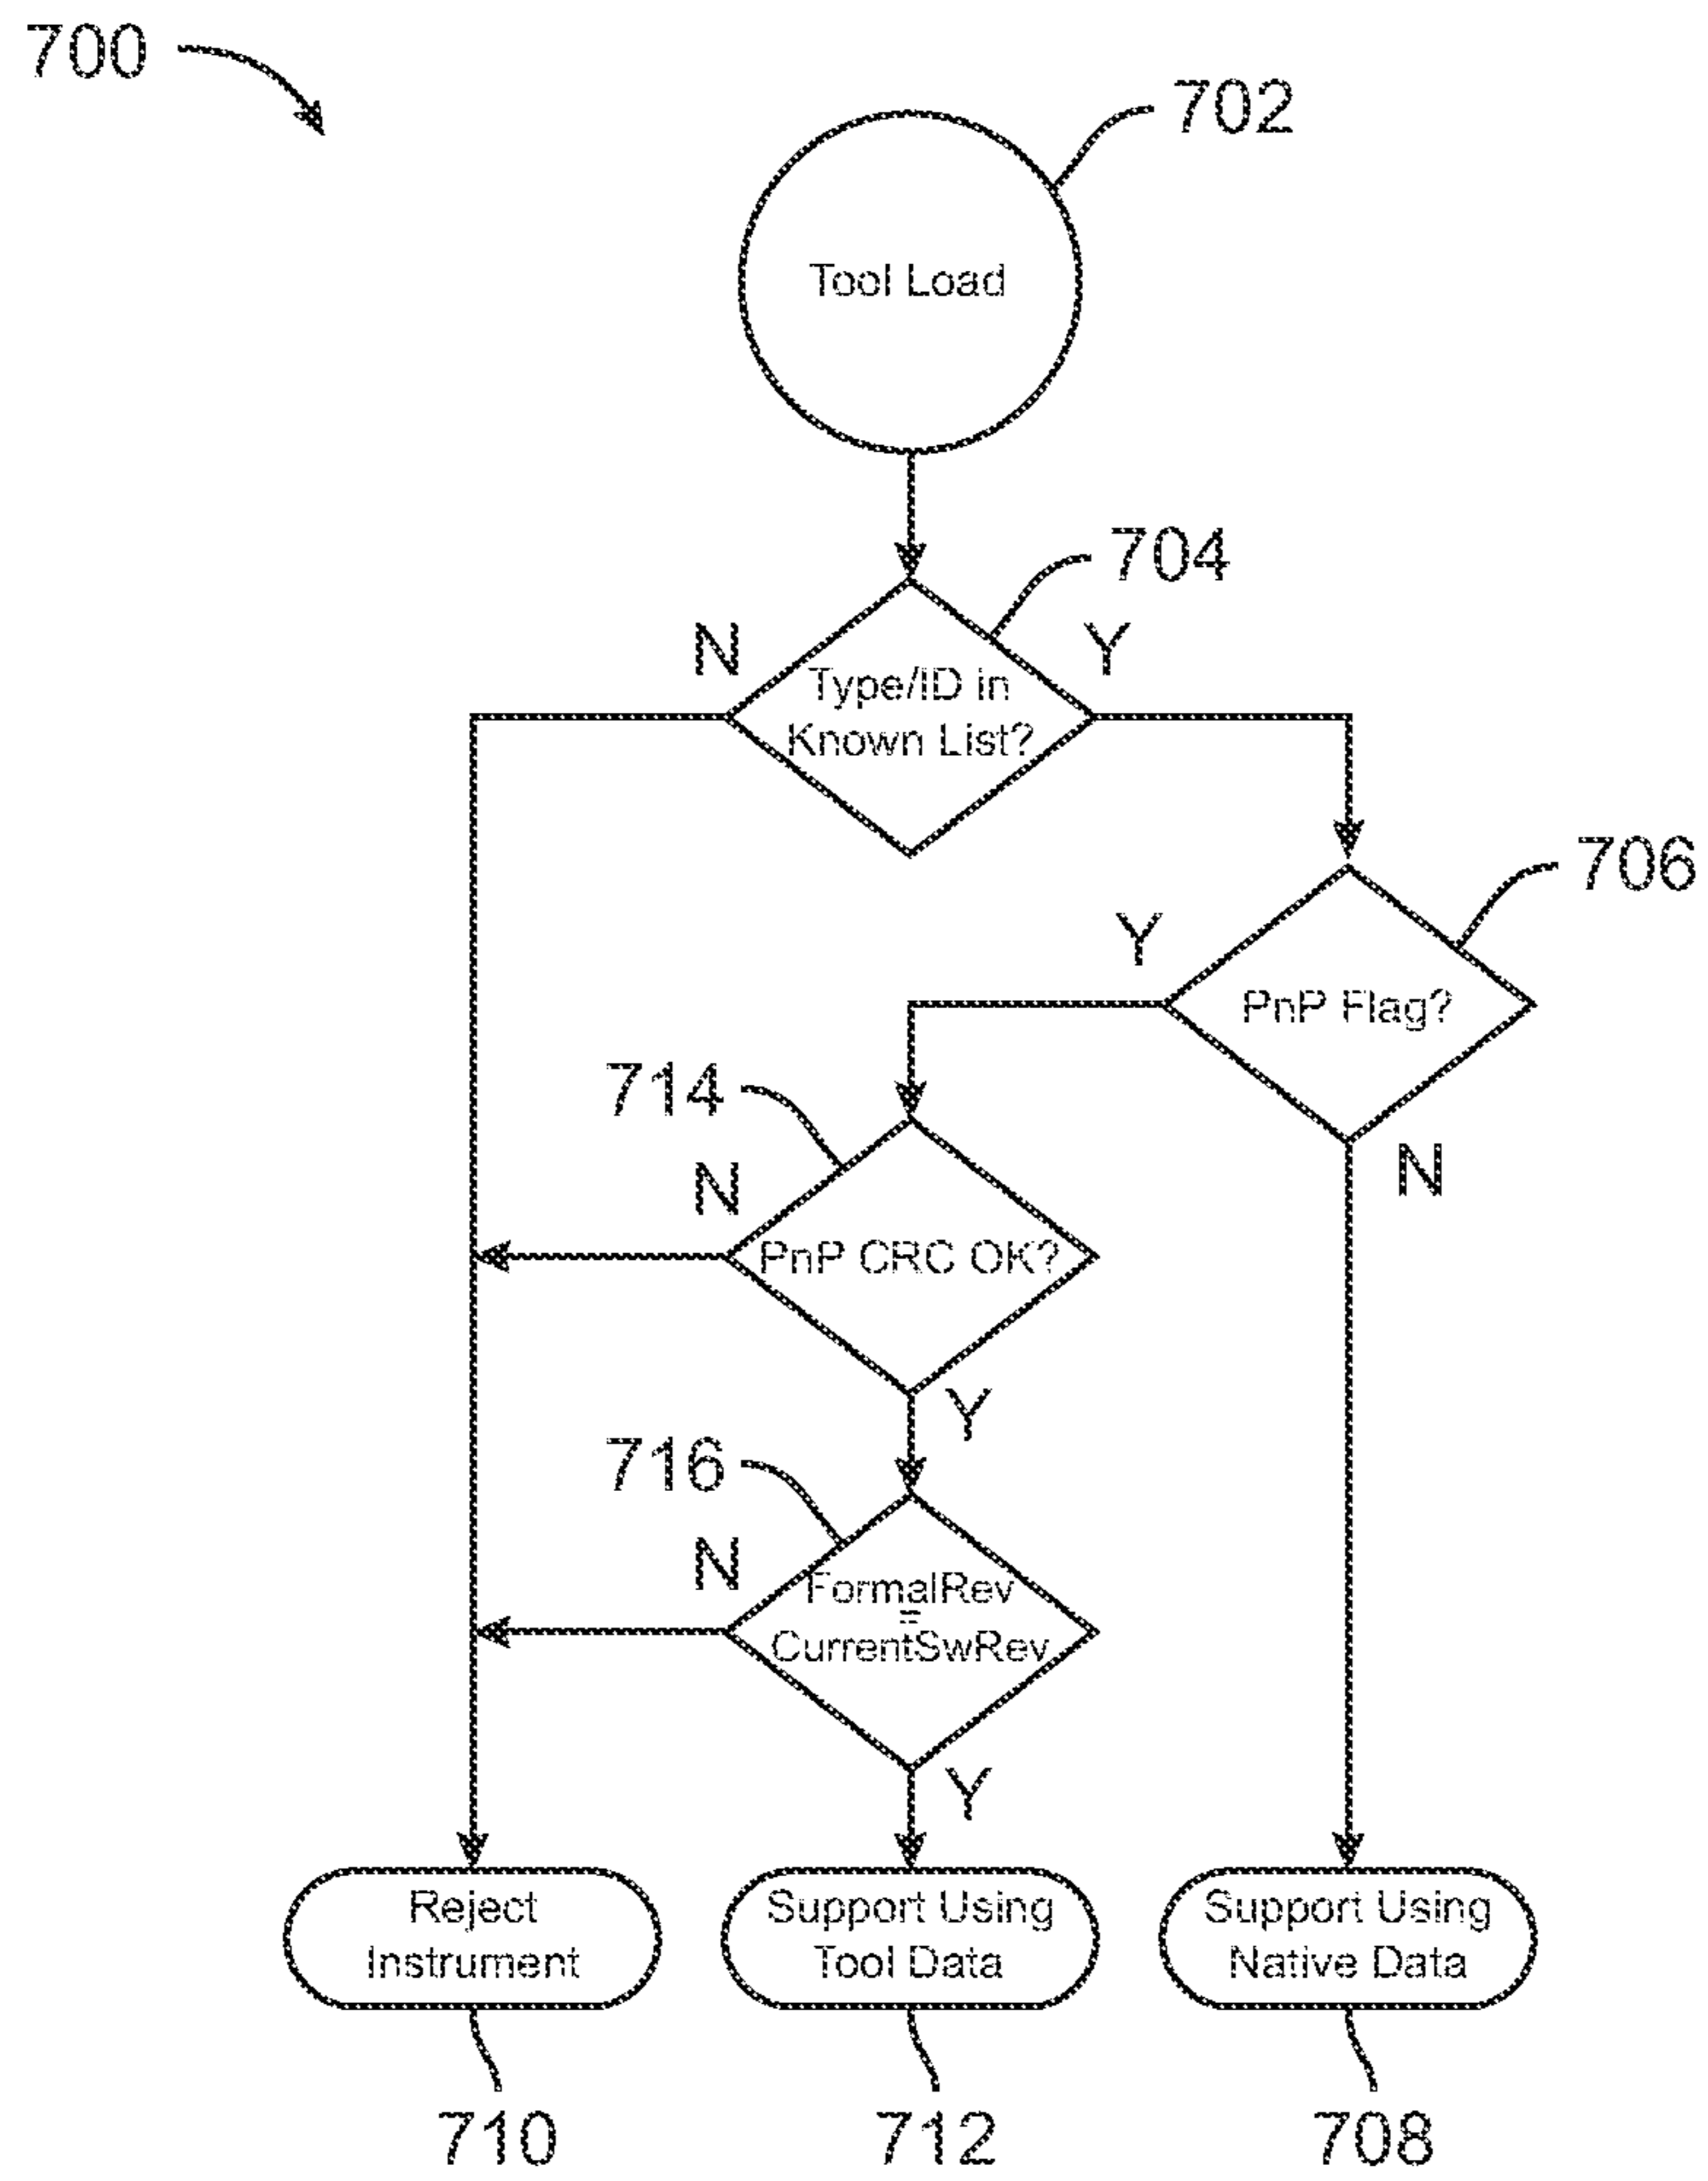 700
702
Tool Load
704
N
Y
Type/ID in
Known List?
706
Y
PnP Flag?
714
N
N
PnP CRC OK?
Y
716
N
FormalRev
=
CurrentSwRev
Y
Reject
Instrument
Support Using
Tool Data
Support Using
Native Data
710
712
708